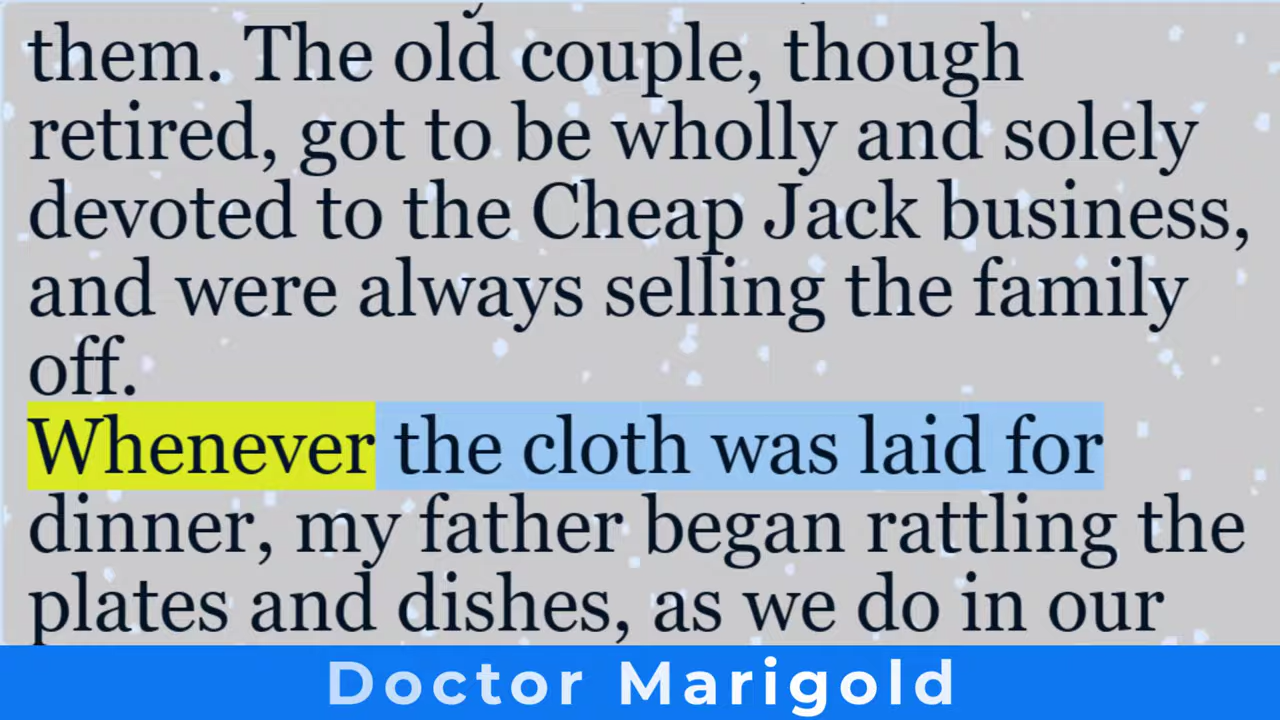 them. The old couple, though
retired, got to be wholly and solely
devoted to the Cheap Jack business,
and were always selling the family
off.
Whenever the cloth was laid for
dinner, my father began rattling the
plates and dishes, as we do in our
Doctor Marigold